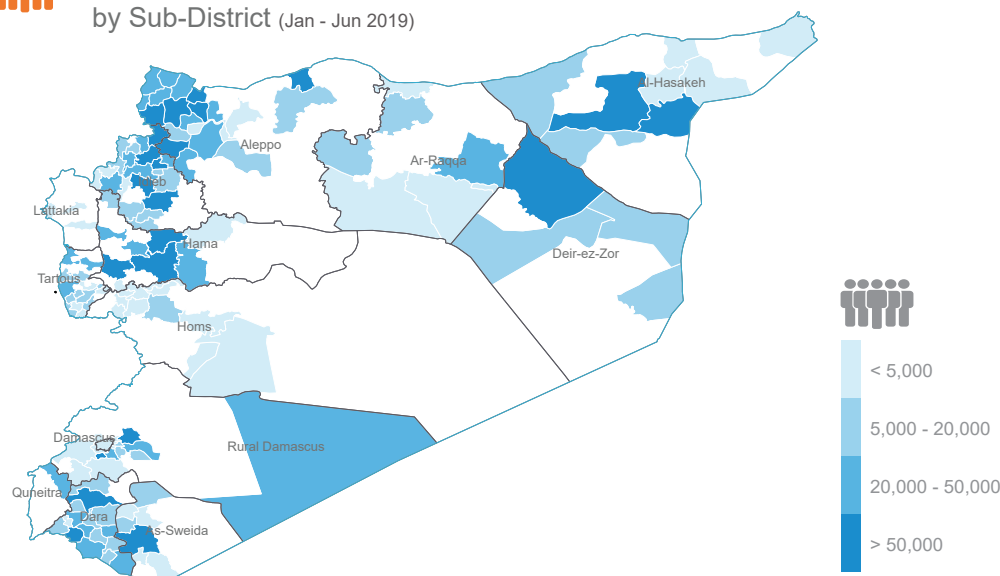 by Sub-District (Jan - Jun 2019)
Al-Hasakeh
Aleppo
Ar-Raqqa
Lattakia
Hama
Deir-ez-Zor
Tartous
Homs
Damascus
Rural Damascus
Quneitra
Dara
As-Sweida
< 5,000
5,000 - 20,000
20,000 - 50,000
> 50,000